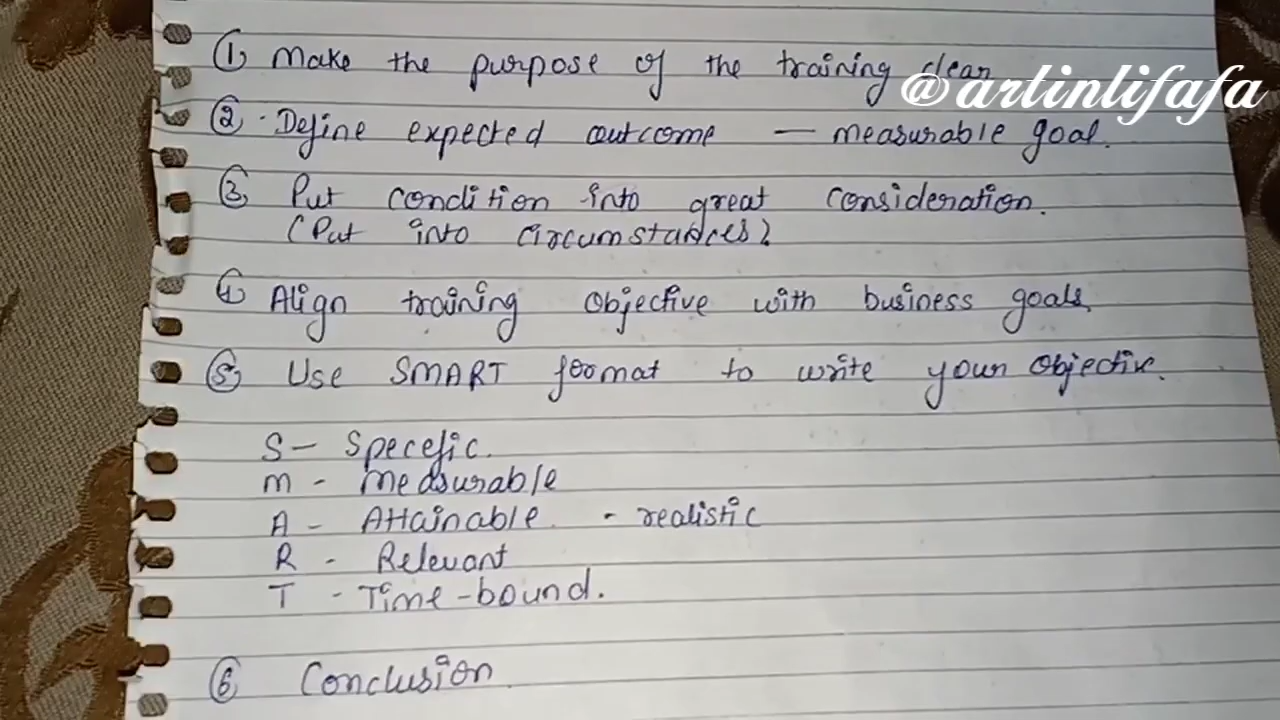 ① Make the purpose of the training clear
@artinlifafa
② Define expected outcome — measurable goal.
③ Put condition into great consideration.
(Put into circumstances)
④ Align training objective with business goals.
⑤ Use SMART format to write your objective.
S - Specefic.
M - Measurable
A - Attainable - realistic
R - Relevant
T - Time-bound.
⑥ Conclusion